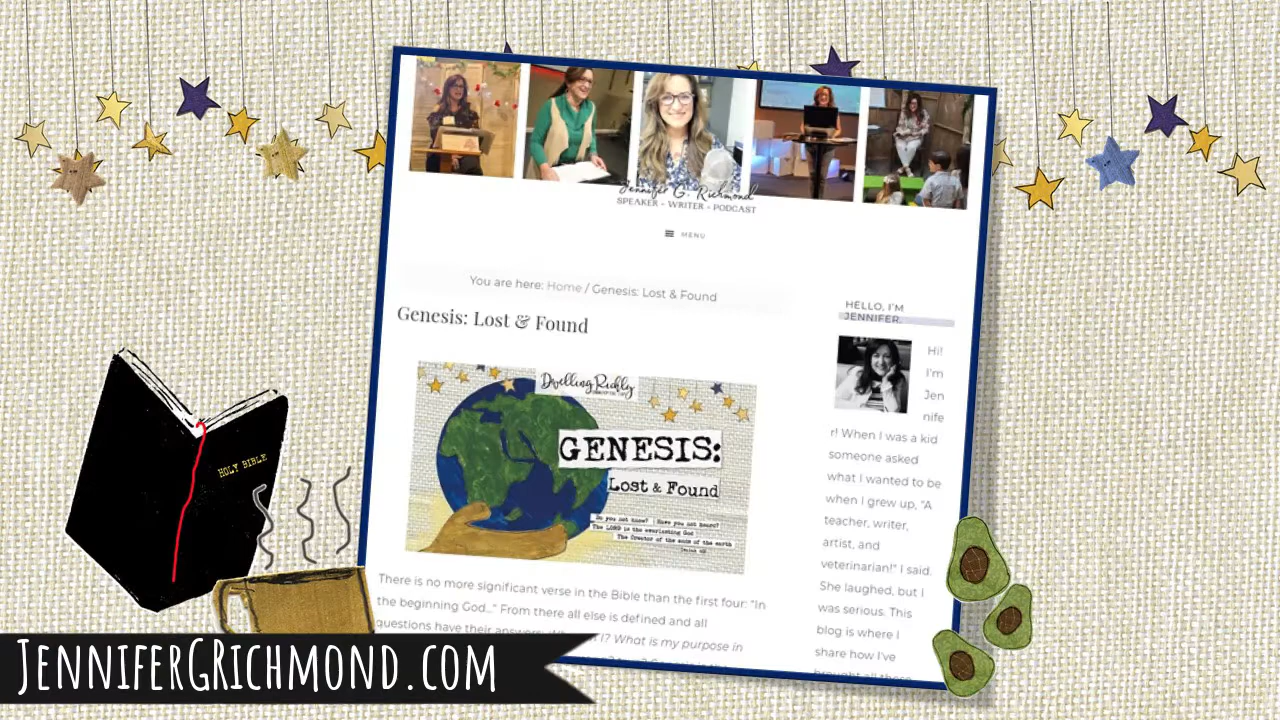 Jennifer G. Richmond
SPEAKER - WRITER - PODCAST
MENU
You are here: Home / Genesis: Lost & Found
Genesis: Lost & Found
Dwelling Richly
GENESIS:
Lost & Found
Do you not know? Have you not heard?
The LORD is the everlasting God
The Creator of the ends of the earth
Isaiah 40
There is no more significant verse in the Bible than the first four: “In
the beginning God...” From there all else is defined and all
questions have their answers: I? What is my purpose in
HELLO, I’M
JENNIFER.
Hi!
I’m
Jen
nife
r! When I was a kid
someone asked
what I wanted to be
when I grew up, “A
teacher, writer,
artist, and
veterinarian!” I said.
She laughed, but I
was serious. This
blog is where I
share how I’ve
brought all these
HOLY BIBLE
JENNIFERGRICHMOND.COM